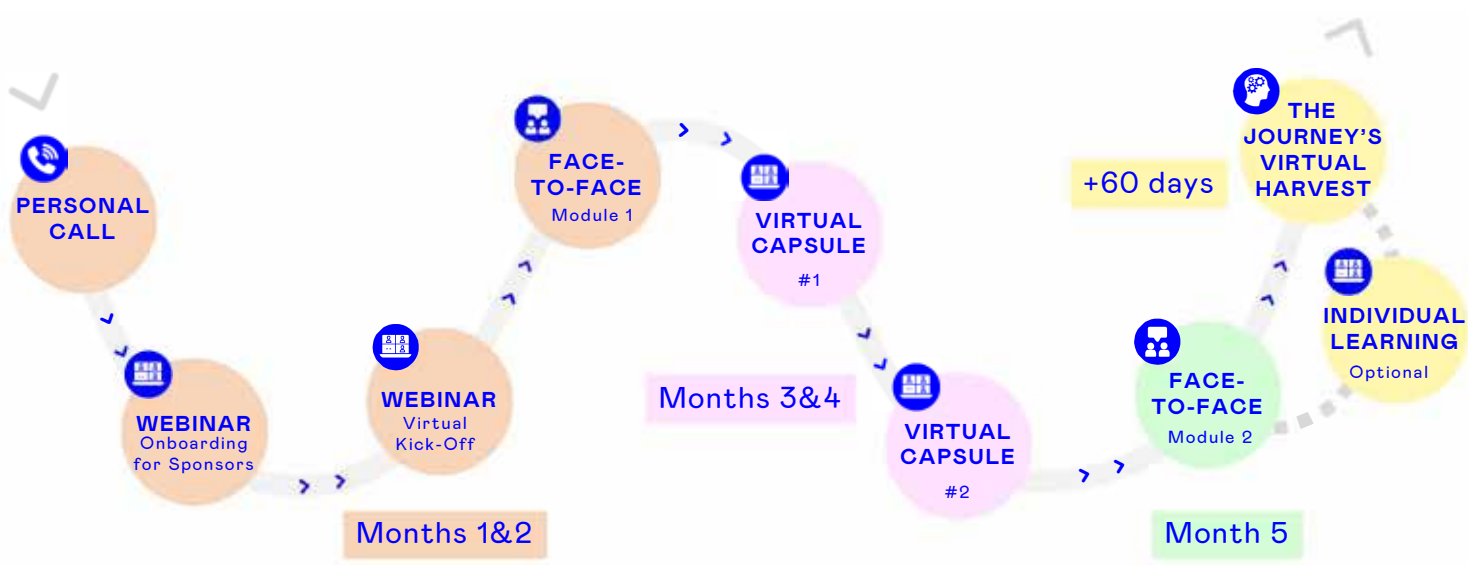 PERSONAL
CALL
WEBINAR
Onboarding
for Sponsors
WEBINAR
Virtual
Kick-Off
FACE-
TO-FACE
Module 1
Months 1&2
VIRTUAL
CAPSULE
#1
VIRTUAL
CAPSULE
#2
Months 3&4
FACE-
TO-FACE
Module 2
Month 5
INDIVIDUAL
LEARNING
Optional
THE
JOURNEY'S
VIRTUAL
HARVEST
+60 days